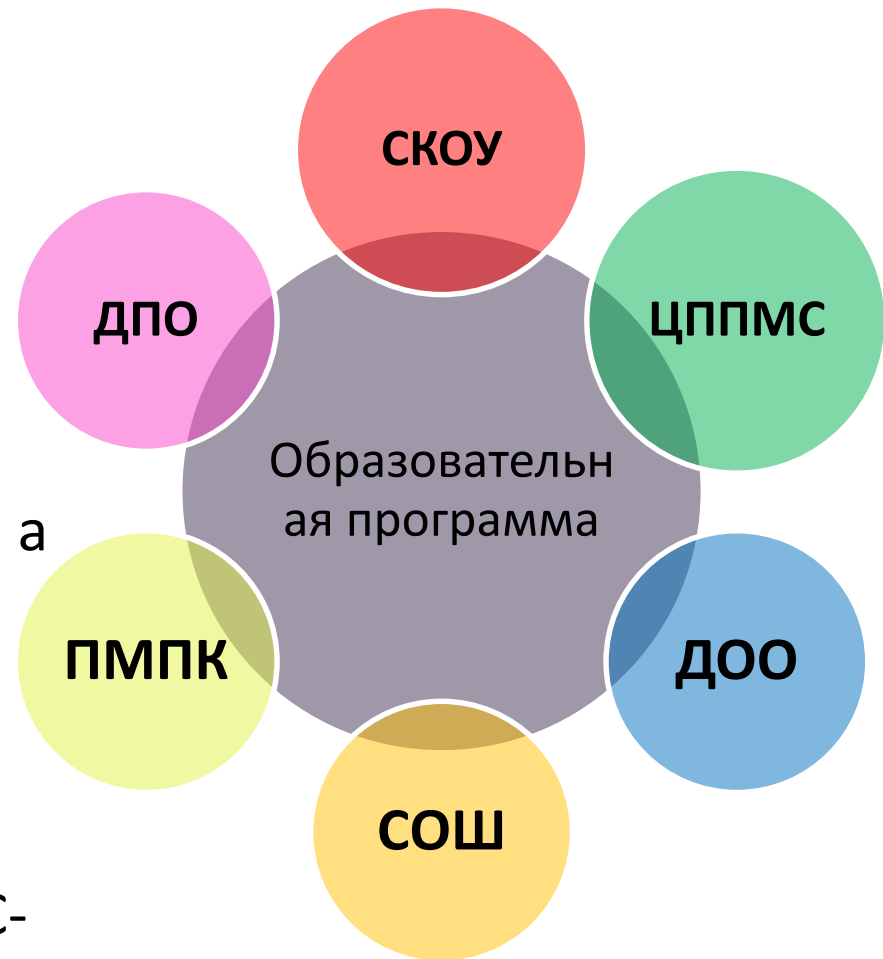 СКОУ
ДПО
ЦППМС
Образовательн
ая программа
а
ПМПК
ДОО
СОШ
С-